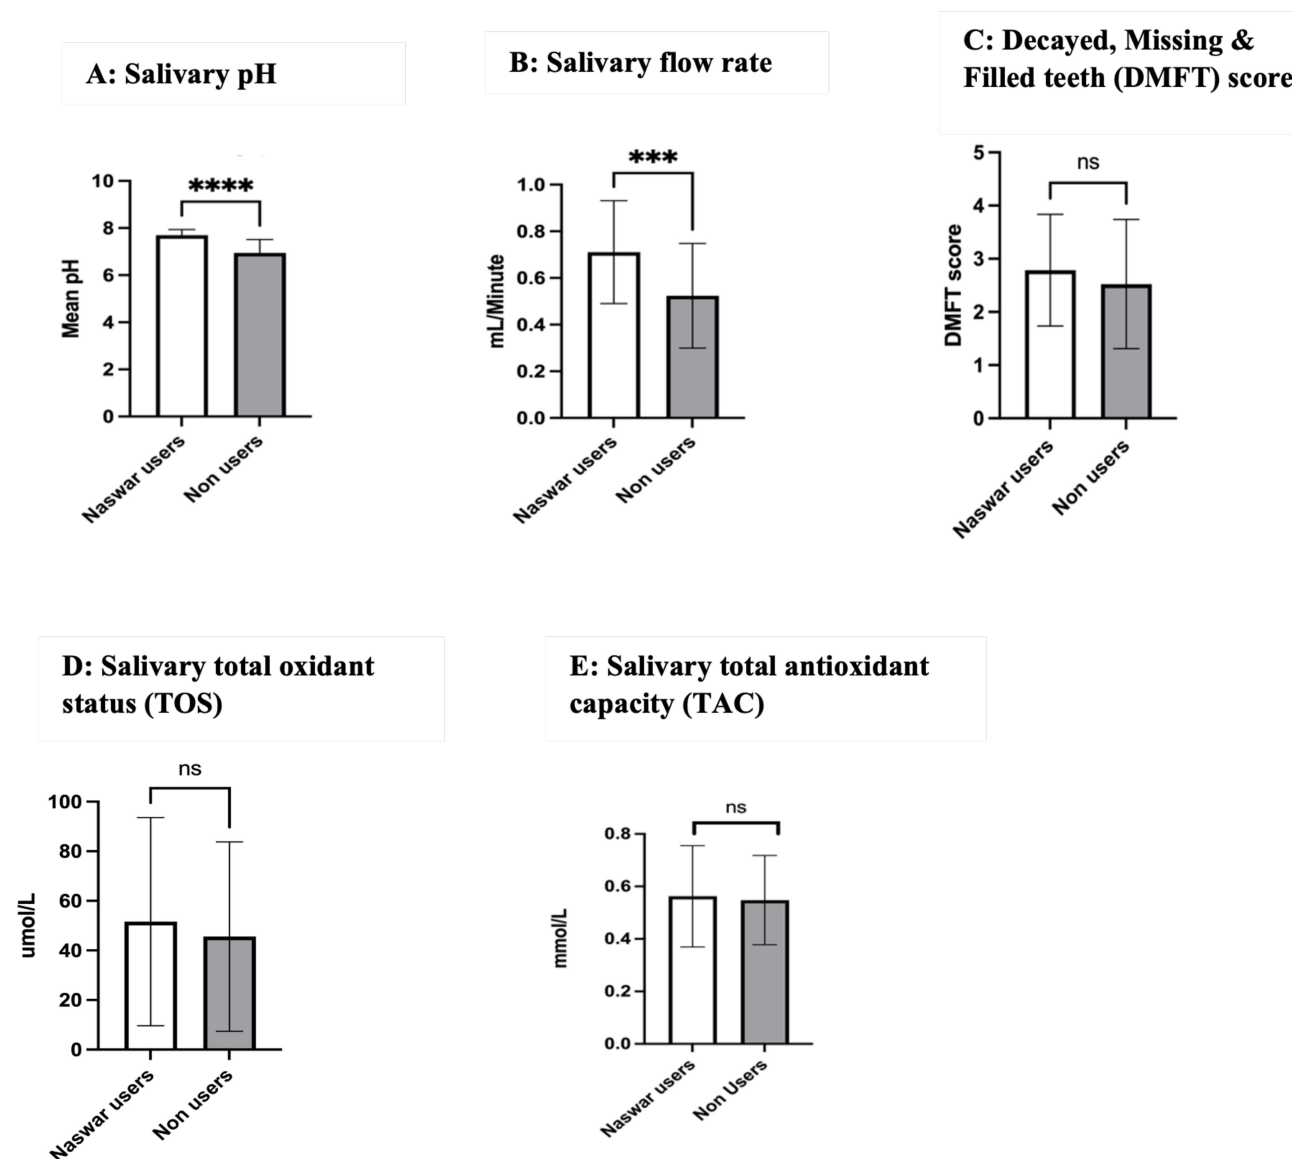 A: Salivary pH
B: Salivary flow rate
C: Decayed, Missing &
Filled teeth (DMFT) score
****
10
8
6
4
2
0
Mean pH
Naswar users
Non users
***
1.0
0.8
0.6
0.4
0.2
0.0
mL/Minute
Naswar users
Non users
ns
5
4
3
2
1
0
DMFT score
Naswar users
Non users
D: Salivary total oxidant
status (TOS)
E: Salivary total antioxidant
capacity (TAC)
ns
100
80
60
40
20
0
umol/L
Naswar users
Non users
ns
0.8
0.6
0.4
0.2
0.0
mmol/L
Naswar users
Non Users